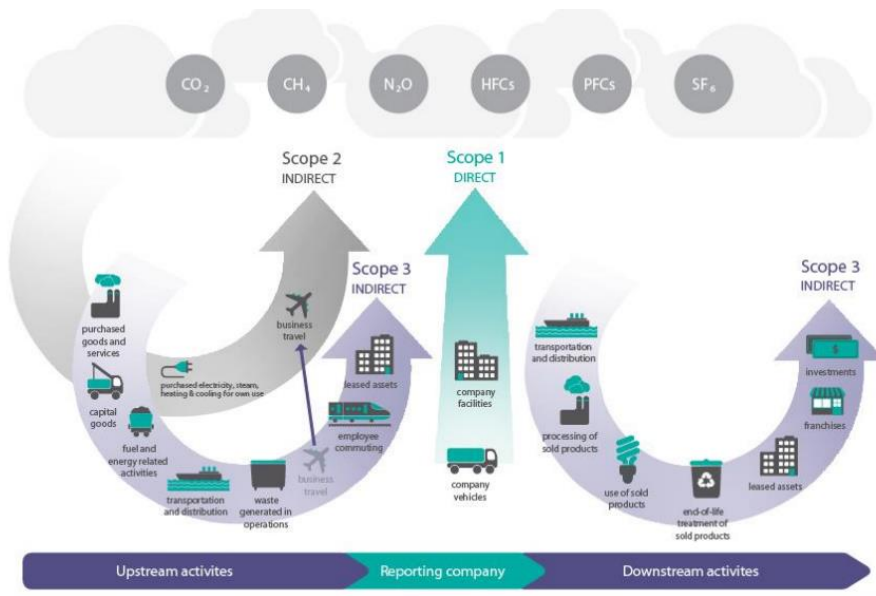 CO₂
CH₄
N₂O
HFCs
PFCs
SF₆
Scope 2
INDIRECT
Scope 1
DIRECT
Scope 3
INDIRECT
Scope 3
INDIRECT
purchased
goods and
services
capital
goods
fuel and
energy related
activities
purchased electricity, steam,
heating & cooling for own use
transportation
and distribution
waste
generated in
operations
business
travel
business
travel
employee
commuting
leased assets
company
facilities
company
vehicles
transportation
and distribution
processing of
sold products
use of sold
products
end-of-life
treatment of
sold products
leased assets
franchises
$
investments
Upstream activites
Reporting company
Downstream activites